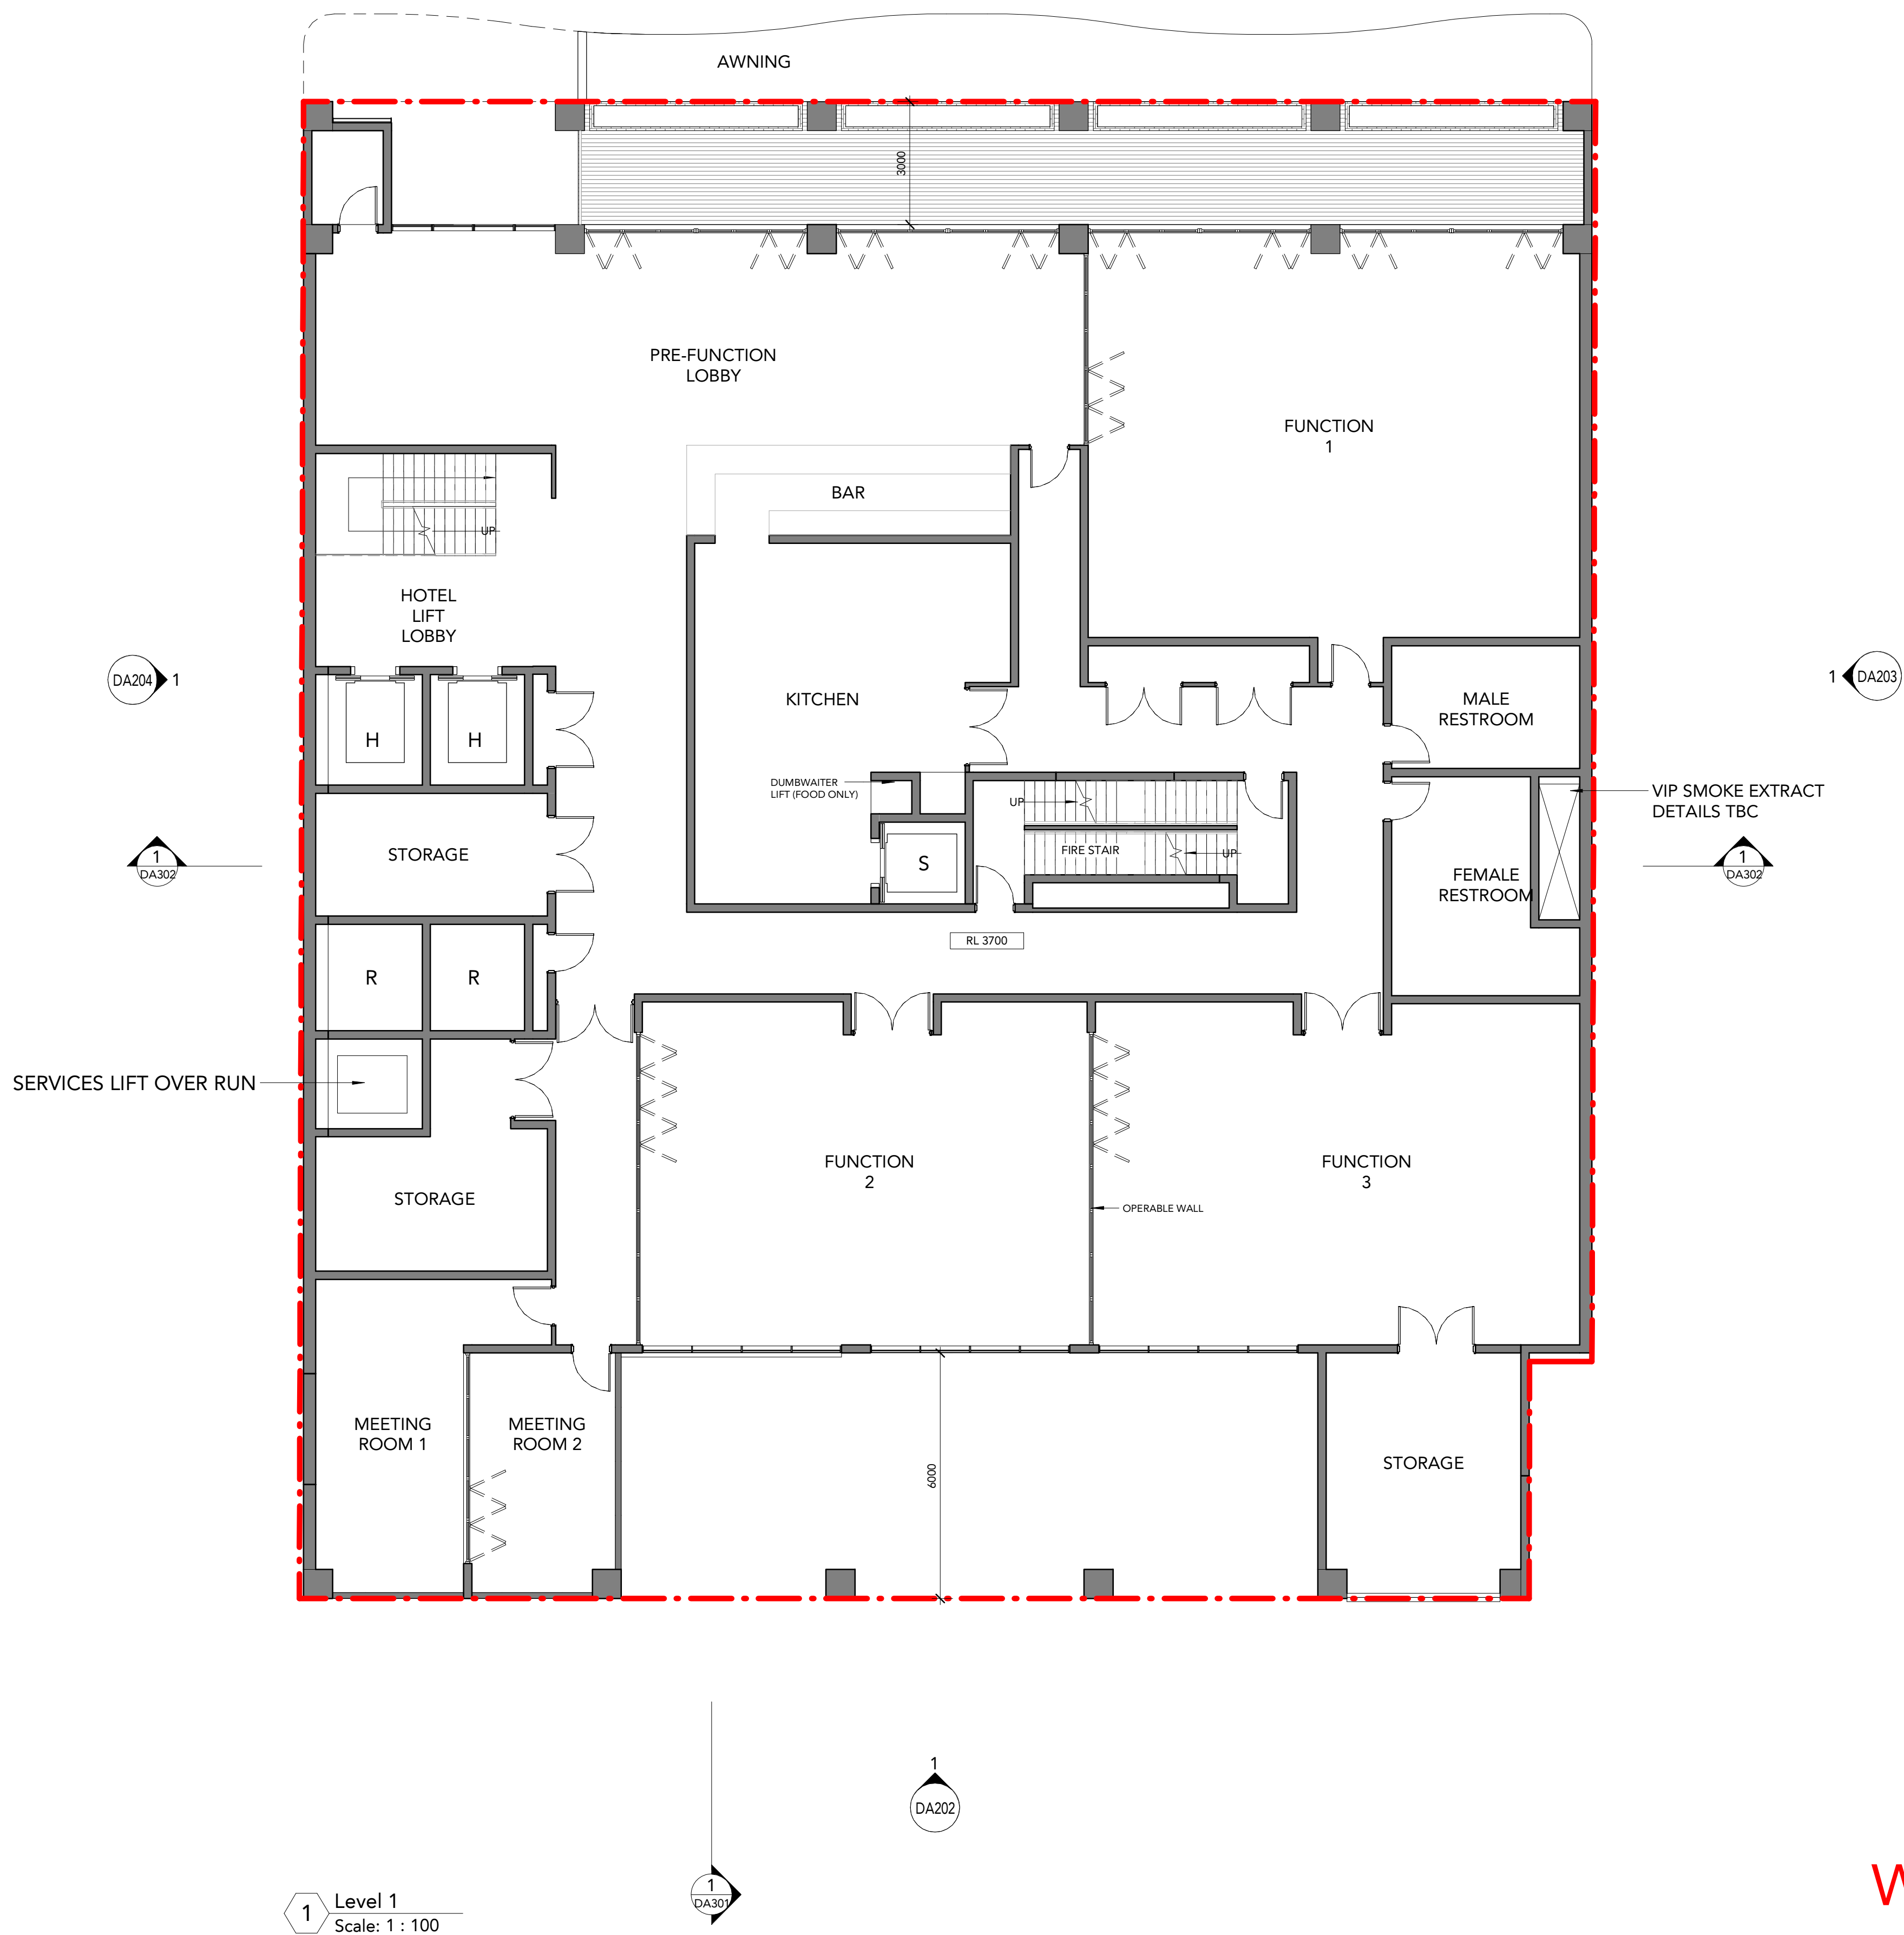 AWNING
3000
PRE-FUNCTION
LOBBY
FUNCTION
1
BAR
UP
HOTEL
LIFT
LOBBY
DA204
1
1
DA203
KITCHEN
MALE
RESTROOM
H
H
DUMBWAITER
LIFT (FOOD ONLY)
UP
VIP SMOKE EXTRACT
DETAILS TBC
STORAGE
S
FIRE STAIR
UP
FEMALE
RESTROOM
1
DA302
1
DA302
RL 3700
R
R
SERVICES LIFT OVER RUN
FUNCTION
2
FUNCTION
3
STORAGE
OPERABLE WALL
MEETING
ROOM 1
MEETING
ROOM 2
6000
STORAGE
1
DA202
1
DA301
1
Level 1
Scale: 1 : 100